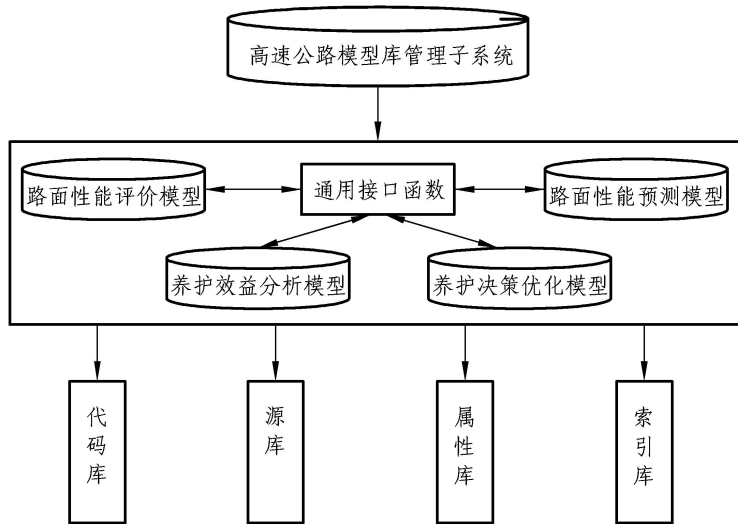 高速公路模型库管理子系统
路面性能评价模型
通用接口函数
路面性能预测模型
养护效益分析模型
养护决策优化模型
代码库
源库
属性库
索引库